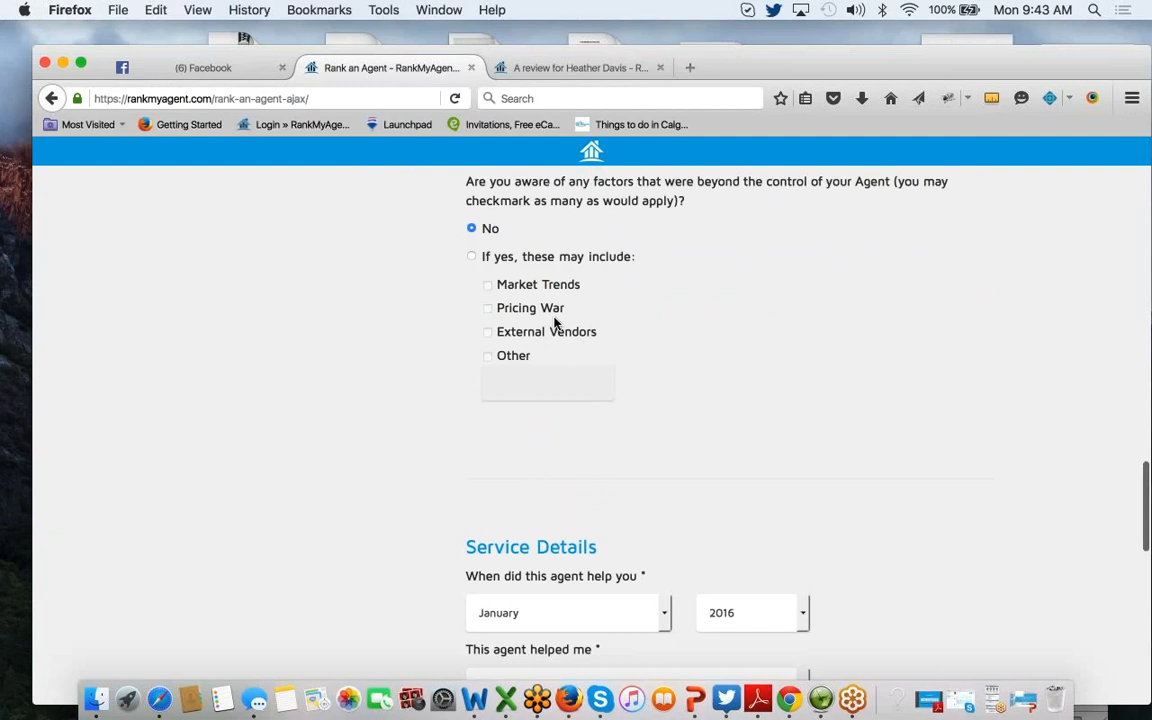 Firefox File Edit View History Bookmarks Tools Window Help 100% Mon 9:43 AM
(6) Facebook Rank an Agent - RankMyAgen... A review for Heather Davis - R...
https://rankmyagent.com/rank-an-agent-ajax/ Search
Most Visited Getting Started Login » RankMyAge... Launchpad Invitations, Free eCa... Things to do in Calg...
Are you aware of any factors that were beyond the control of your Agent (you may
checkmark as many as would apply)?
No
If yes, these may include:
Market Trends
Pricing War
External Vendors
Other
Service Details
When did this agent help you *
January 2016
This agent helped me *